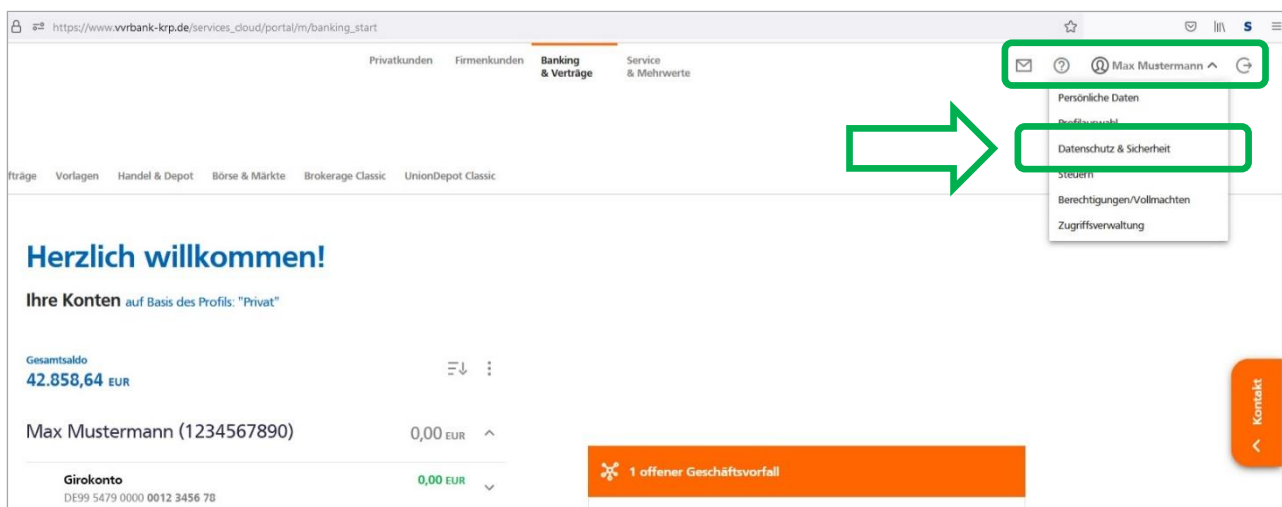 https://www.vvrbank-krp.de/services_cloud/portal/m/banking_start
S
Privatkunden Firmenkunden Banking & Verträge Service & Mehrwerte
Max Mustermann
Persönliche Daten
Profilauswahl
Datenschutz & Sicherheit
Steuern
Berechtigungen/Vollmachten
Zugriffsverwaltung
fträge Vorlagen Handel & Depot Börse & Märkte Brokerage Classic UnionDepot Classic
Herzlich willkommen!
Ihre Konten auf Basis des Profils: "Privat"
Gesamtsaldo
42.858,64 EUR
Kontakt
Max Mustermann (1234567890) 0,00 EUR
1 offener Geschäftsvorfall
Girokonto 0,00 EUR
DE99 5479 0000 0012 3456 78